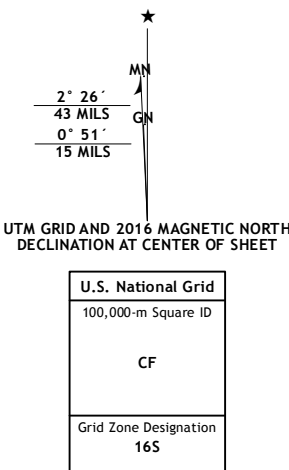 ★
MN
GN
2° 26´
43 MILS
0° 51´
15 MILS
UTM GRID AND 2016 MAGNETIC NORTH
DECLINATION AT CENTER OF SHEET
U.S. National Grid
100,000-m Square ID
CF
Grid Zone Designation
16S